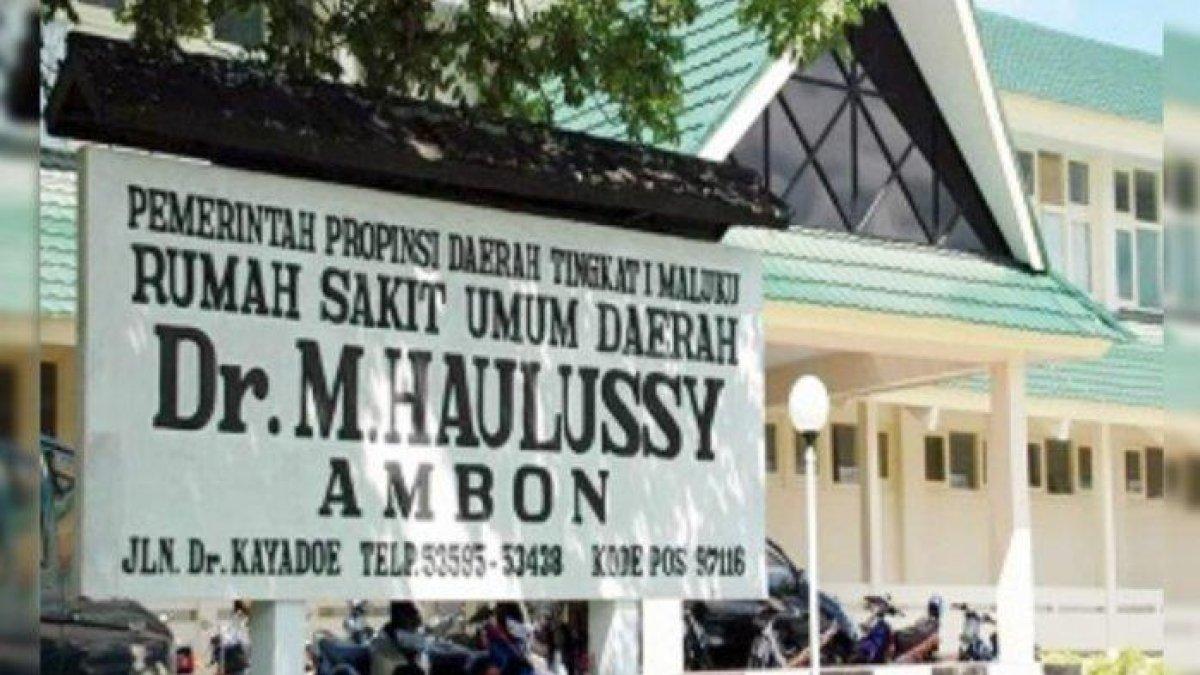 PEMERINTAH PROPINSI DAERAH TINGKAT I MALUKU
RUMAH SAKIT UMUM DAERAH
Dr. M. HAULUSSY
AMBON
JLN. Dr. KAYADOE TELP. 53595 - 53438 KODE POS 97116